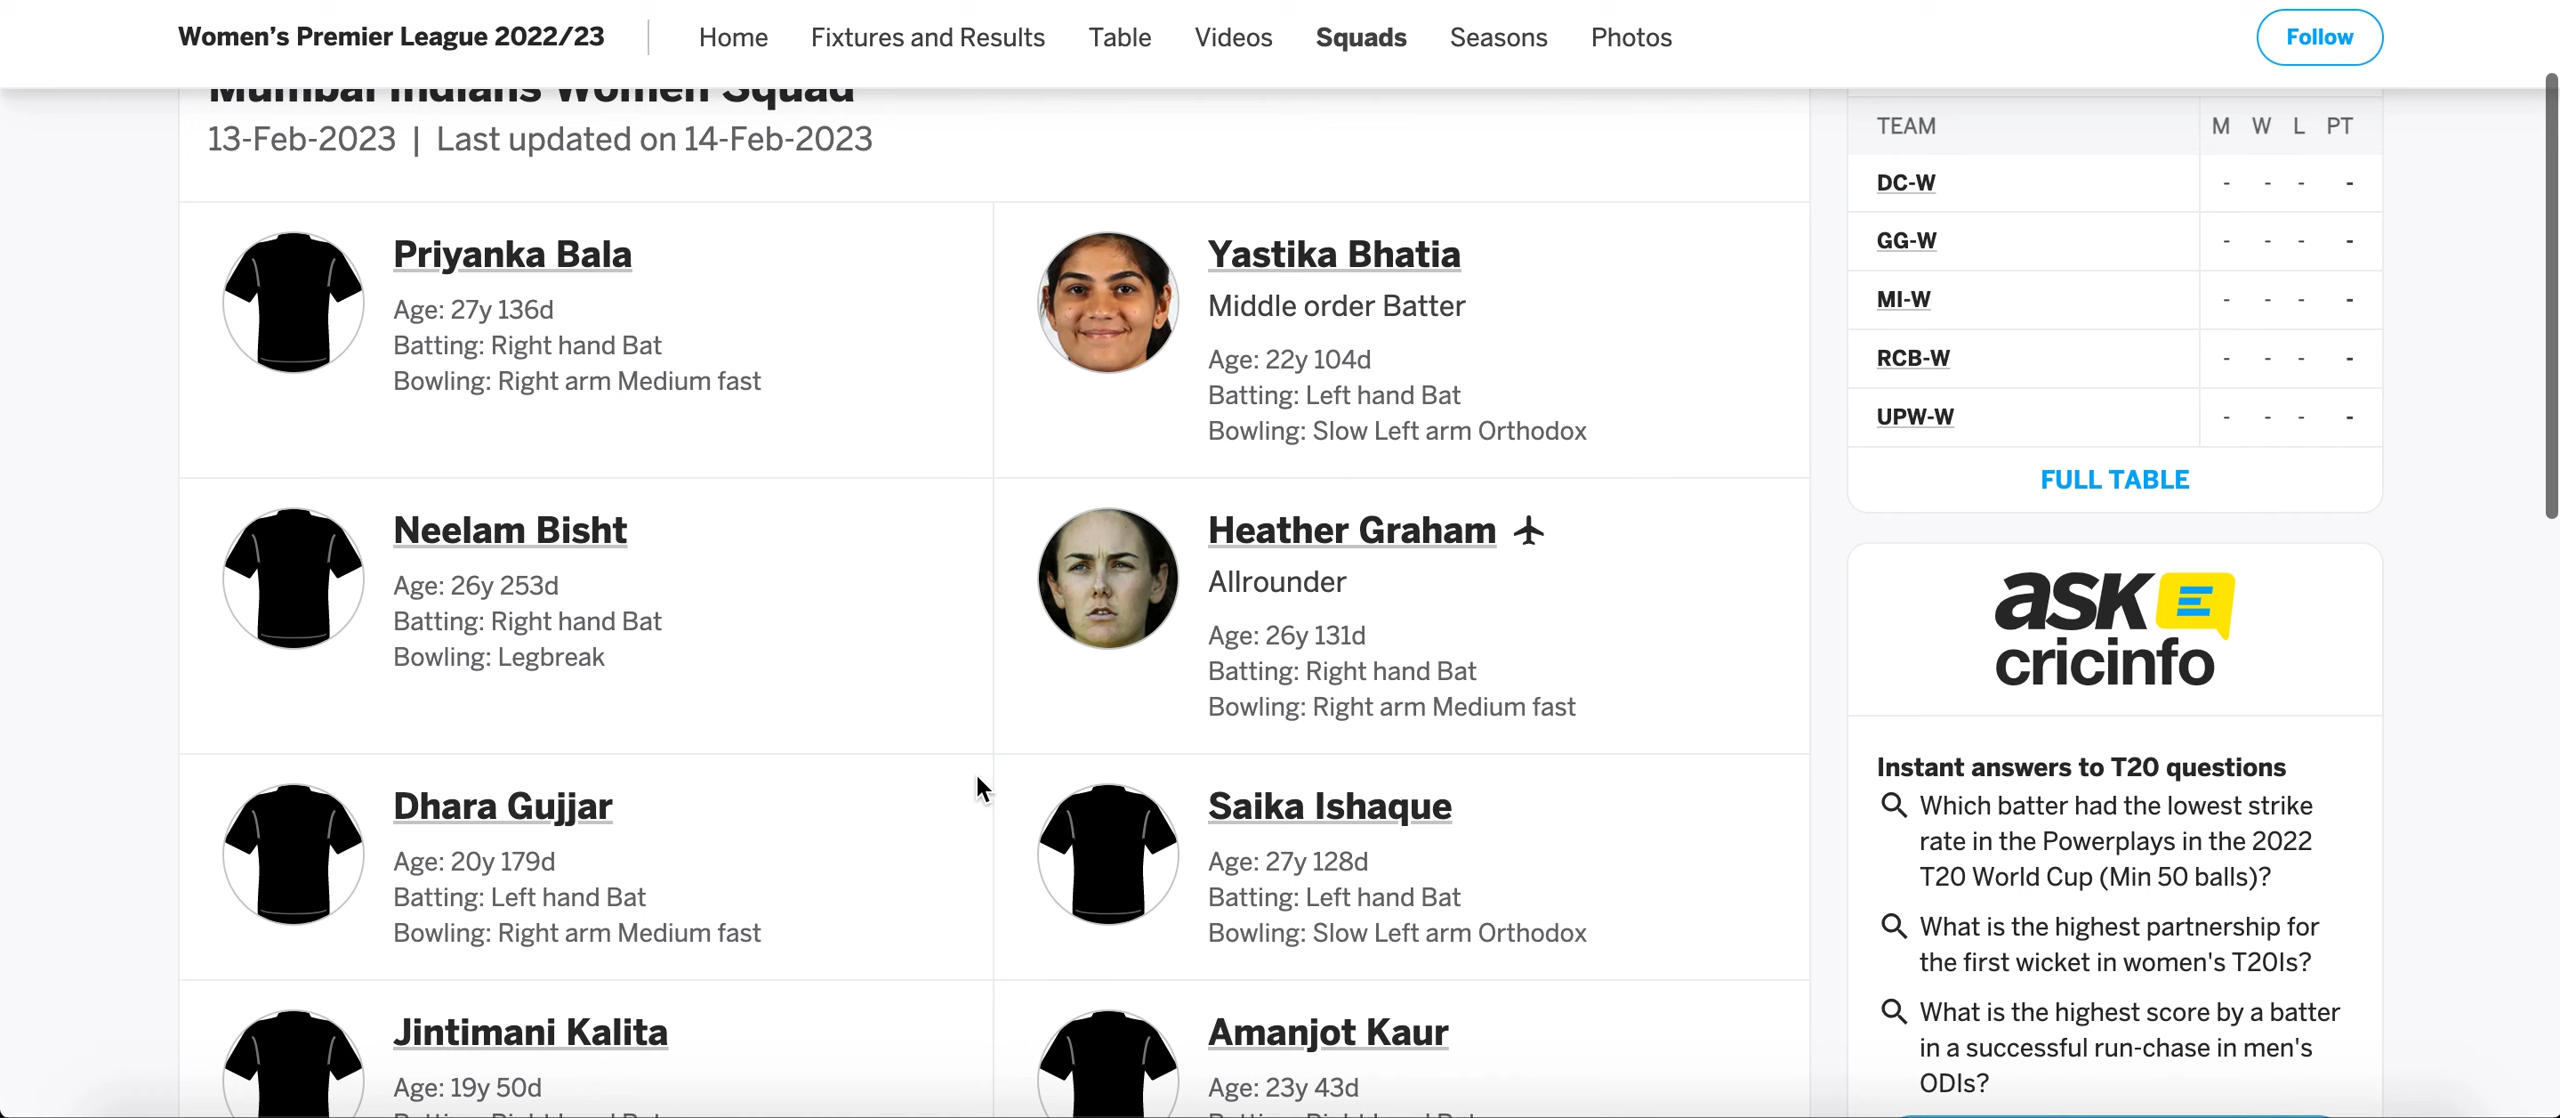 Women's Premier League 2022/23
Home
Fixtures and Results
Table
Videos
Squads
Seasons
Photos
Follow
Mumbai Indians Women Squad
13-Feb-2023 | Last updated on 14-Feb-2023
Priyanka Bala
Age: 27y 136d
Batting: Right hand Bat
Bowling: Right arm Medium fast
Yastika Bhatia
Middle order Batter
Age: 22y 104d
Batting: Left hand Bat
Bowling: Slow Left arm Orthodox
Neelam Bisht
Age: 26y 253d
Batting: Right hand Bat
Bowling: Legbreak
Heather Graham
Allrounder
Age: 26y 131d
Batting: Right hand Bat
Bowling: Right arm Medium fast
Dhara Gujjar
Age: 20y 179d
Batting: Left hand Bat
Bowling: Right arm Medium fast
Saika Ishaque
Age: 27y 128d
Batting: Left hand Bat
Bowling: Slow Left arm Orthodox
Jintimani Kalita
Age: 19y 50d
Amanjot Kaur
Age: 23y 43d
TEAM M W L PT
DC-W - - - -
GG-W - - - -
MI-W - - - -
RCB-W - - - -
UPW-W - - - -
FULL TABLE
ask
cricinfo
Instant answers to T20 questions
Which batter had the lowest strike
rate in the Powerplays in the 2022
T20 World Cup (Min 50 balls)?
What is the highest partnership for
the first wicket in women's T20Is?
What is the highest score by a batter
in a successful run-chase in men's
ODIs?